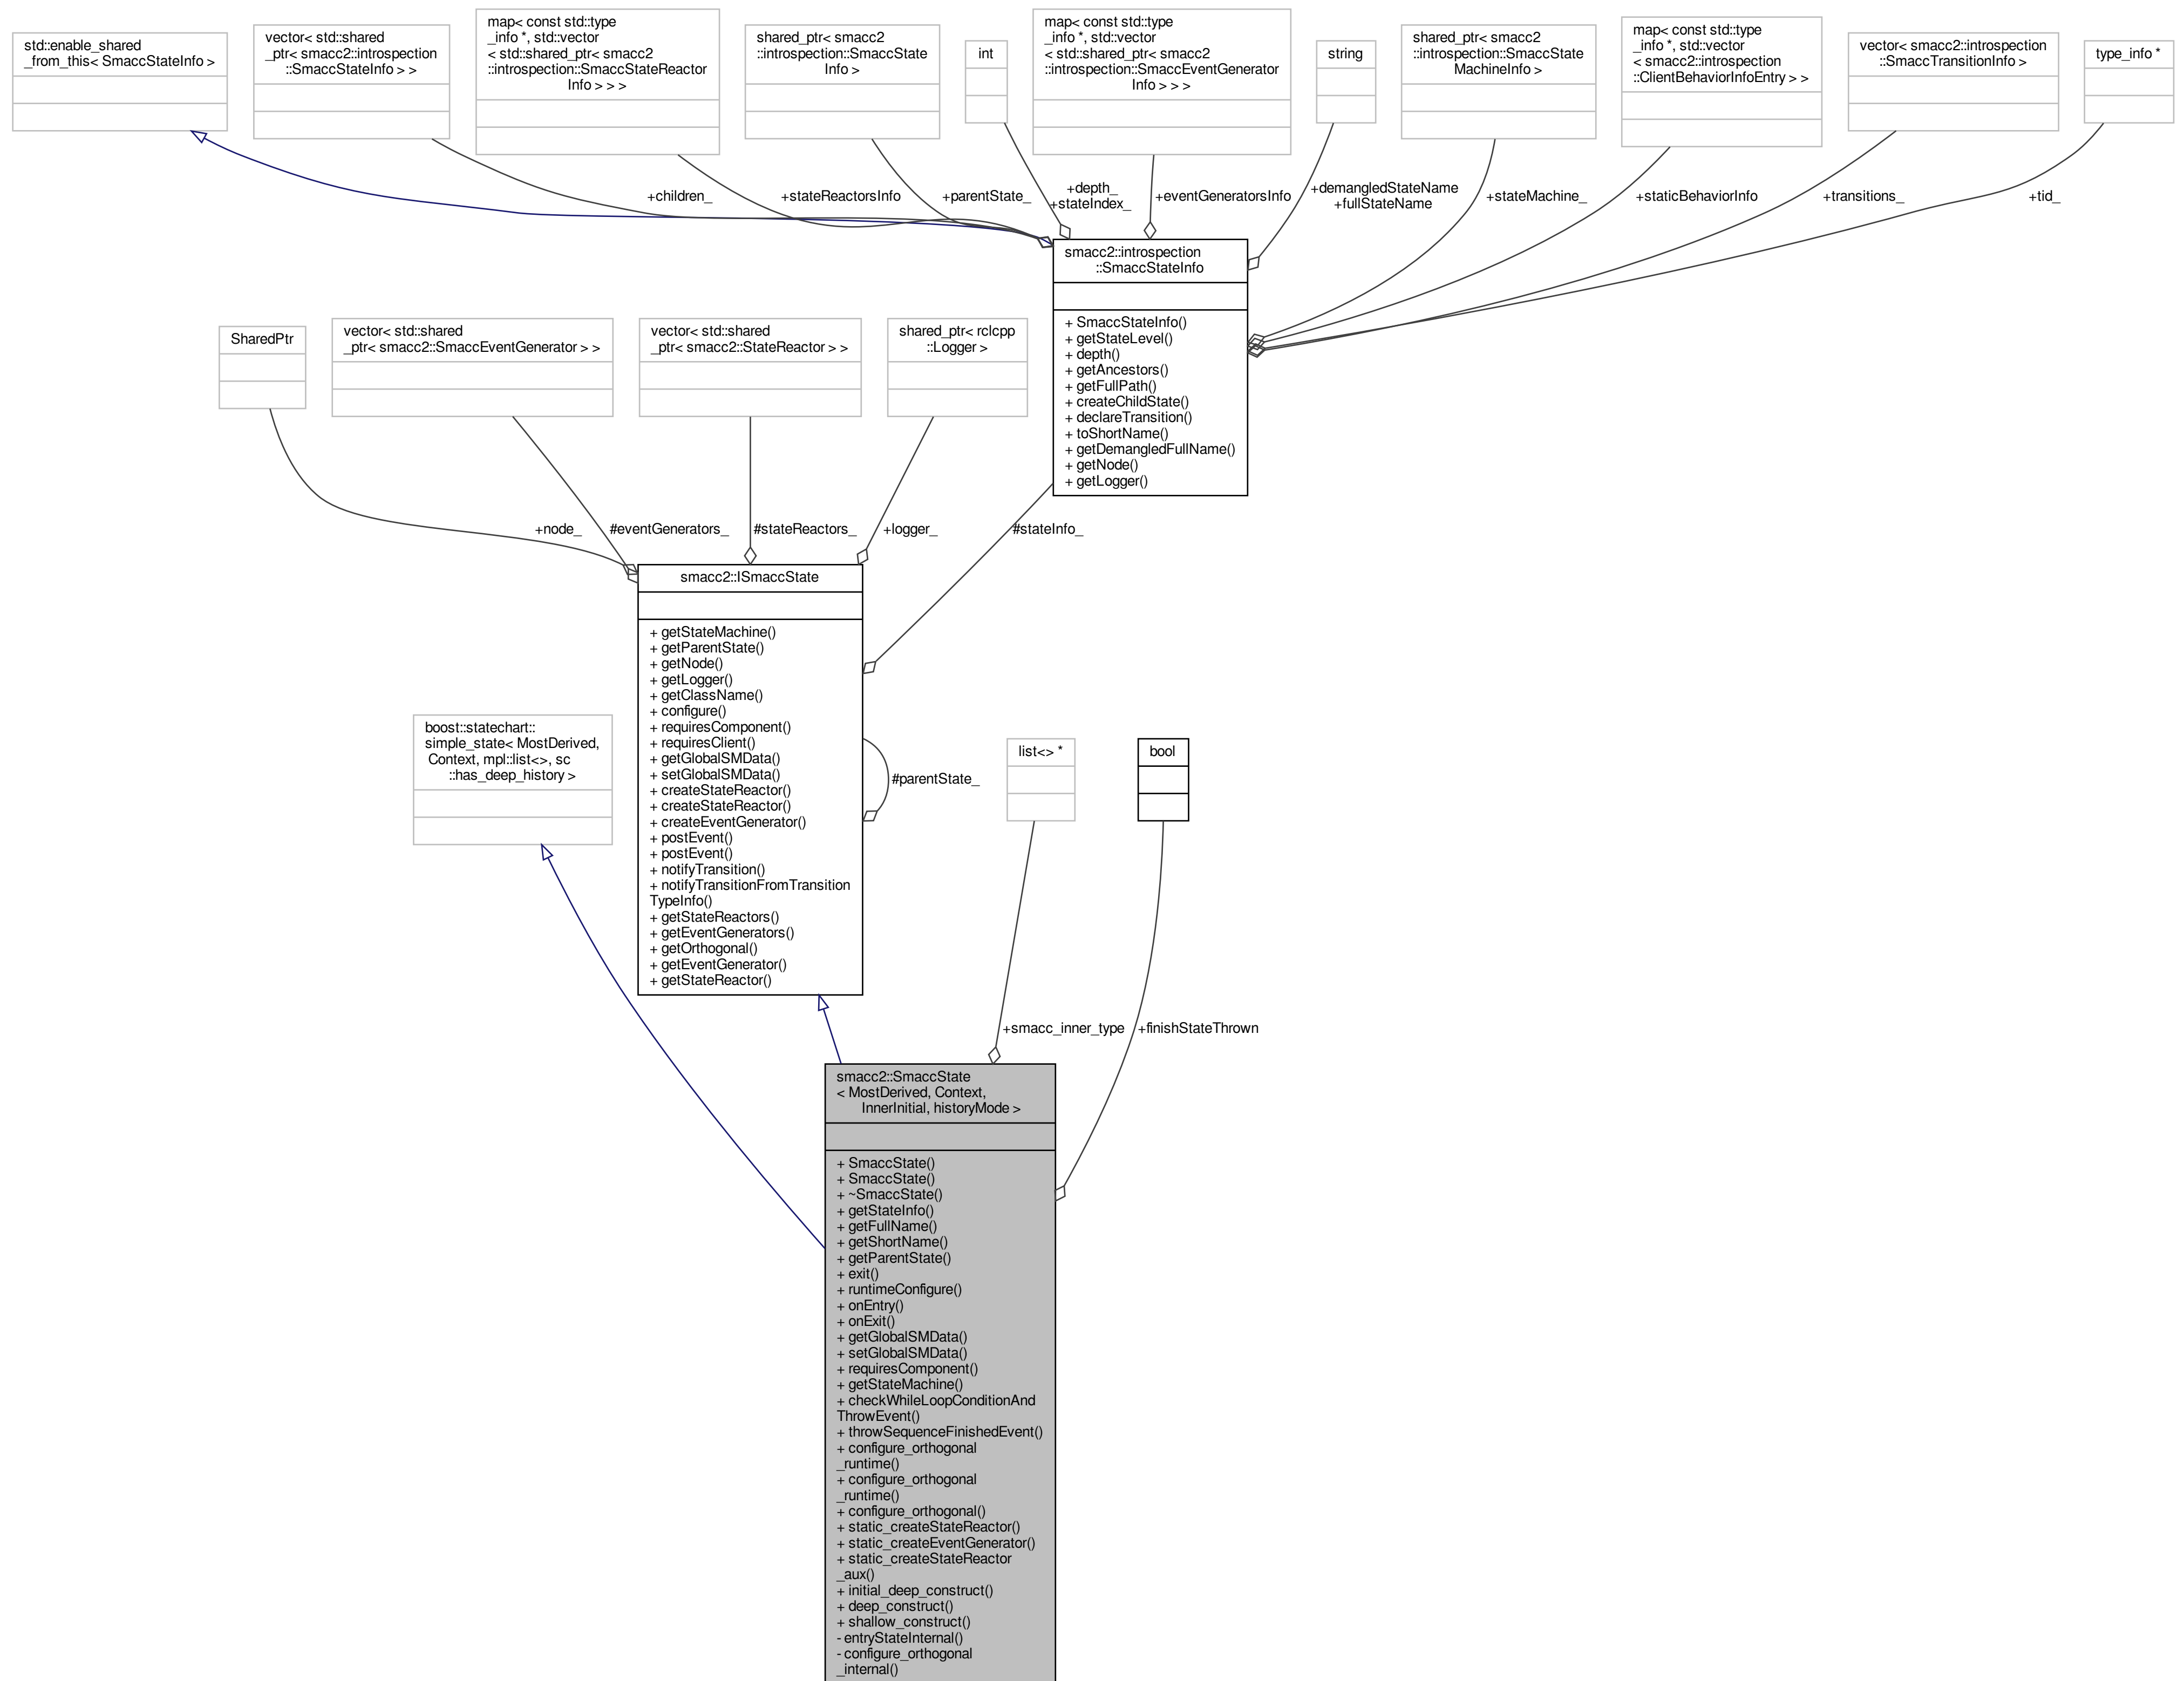 std::enable_shared
_from_this< SmaccStateInfo >
vector< std::shared
_ptr< smacc2::introspection
::SmaccStateInfo > >
map< const std::type
_info *, std::vector
< std::shared_ptr< smacc2
::introspection::SmaccStateReactor
Info > > >
shared_ptr< smacc2
::introspection::SmaccState
Info >
int
map< const std::type
_info *, std::vector
< std::shared_ptr< smacc2
::introspection::SmaccEventGenerator
Info > > >
string
shared_ptr< smacc2
::introspection::SmaccState
MachineInfo >
map< const std::type
_info *, std::vector
< smacc2::introspection
::ClientBehaviorInfoEntry > >
vector< smacc2::introspection
::SmaccTransitionInfo >
type_info *
+children_
+stateReactorsInfo
+parentState_
+depth_
+stateIndex_
+eventGeneratorsInfo
+demangledStateName
+fullStateName
+stateMachine_
+staticBehaviorInfo
+transitions_
+tid_
smacc2::introspection
::SmaccStateInfo
+ SmaccStateInfo()
+ getStateLevel()
+ depth()
+ getAncestors()
+ getFullPath()
+ createChildState()
+ declareTransition()
+ toShortName()
+ getDemangledFullName()
+ getNode()
+ getLogger()
SharedPtr
vector< std::shared
_ptr< smacc2::SmaccEventGenerator > >
vector< std::shared
_ptr< smacc2::StateReactor > >
shared_ptr< rclcpp
::Logger >
+node_
#eventGenerators_
#stateReactors_
+logger_
#stateInfo_
smacc2::ISmaccState
+ getStateMachine()
+ getParentState()
+ getNode()
+ getLogger()
+ getClassName()
+ configure()
+ requiresComponent()
+ requiresClient()
+ getGlobalSMData()
+ setGlobalSMData()
+ createStateReactor()
+ createStateReactor()
+ createEventGenerator()
+ postEvent()
+ postEvent()
+ notifyTransition()
+ notifyTransitionFromTransition
TypeInfo()
+ getStateReactors()
+ getEventGenerators()
+ getOrthogonal()
+ getEventGenerator()
+ getStateReactor()
#parentState_
boost::statechart::
simple_state< MostDerived,
Context, mpl::list<>, sc
::has_deep_history >
list<> *
bool
+smacc_inner_type
+finishStateThrown
smacc2::SmaccState
< MostDerived, Context,
InnerInitial, historyMode >
+ SmaccState()
+ SmaccState()
+ ~SmaccState()
+ getStateInfo()
+ getFullName()
+ getShortName()
+ getParentState()
+ exit()
+ runtimeConfigure()
+ onEntry()
+ onExit()
+ getGlobalSMData()
+ setGlobalSMData()
+ requiresComponent()
+ getStateMachine()
+ checkWhileLoopConditionAnd
ThrowEvent()
+ throwSequenceFinishedEvent()
+ configure_orthogonal
_runtime()
+ configure_orthogonal
_runtime()
+ configure_orthogonal()
+ static_createStateReactor()
+ static_createEventGenerator()
+ static_createStateReactor
_aux()
+ initial_deep_construct()
+ deep_construct()
+ shallow_construct()
- entryStateInternal()
- configure_orthogonal
_internal()